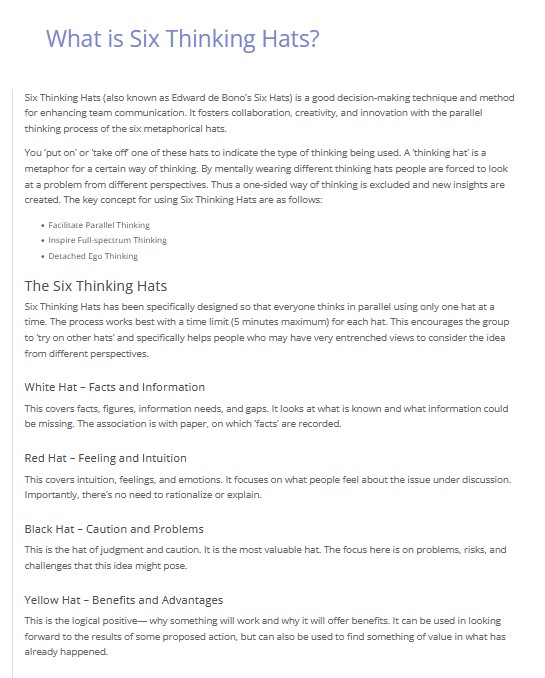 What is Six Thinking Hats?
Six Thinking Hats (also known as Edward de Bono's Six Hats) is a good decision-making technique and method
for enhancing team communication. It fosters collaboration, creativity, and innovation with the parallel
thinking process of the six metaphorical hats.
You 'put on' or 'take off' one of these hats to indicate the type of thinking being used. A 'thinking hat' is a
metaphor for a certain way of thinking. By mentally wearing different thinking hats people are forced to look
at a problem from different perspectives. Thus a one-sided way of thinking is excluded and new insights are
created. The key concept for using Six Thinking Hats are as follows:
• Facilitate Parallel Thinking
• Inspire Full-spectrum Thinking
• Detached Ego Thinking
The Six Thinking Hats
Six Thinking Hats has been specifically designed so that everyone thinks in parallel using only one hat at a
time. The process works best with a time limit (5 minutes maximum) for each hat. This encourages the group
to 'try on other hats' and specifically helps people who may have very entrenched views to consider the idea
from different perspectives.
White Hat – Facts and Information
This covers facts, figures, information needs, and gaps. It looks at what is known and what information could
be missing. The association is with paper, on which 'facts' are recorded.
Red Hat – Feeling and Intuition
This covers intuition, feelings, and emotions. It focuses on what people feel about the issue under discussion.
Importantly, there's no need to rationalize or explain.
Black Hat – Caution and Problems
This is the hat of judgment and caution. It is the most valuable hat. The focus here is on problems, risks, and
challenges that this idea might pose.
Yellow Hat – Benefits and Advantages
This is the logical positive— why something will work and why it will offer benefits. It can be used in looking
forward to the results of some proposed action, but can also be used to find something of value in what has
already happened.